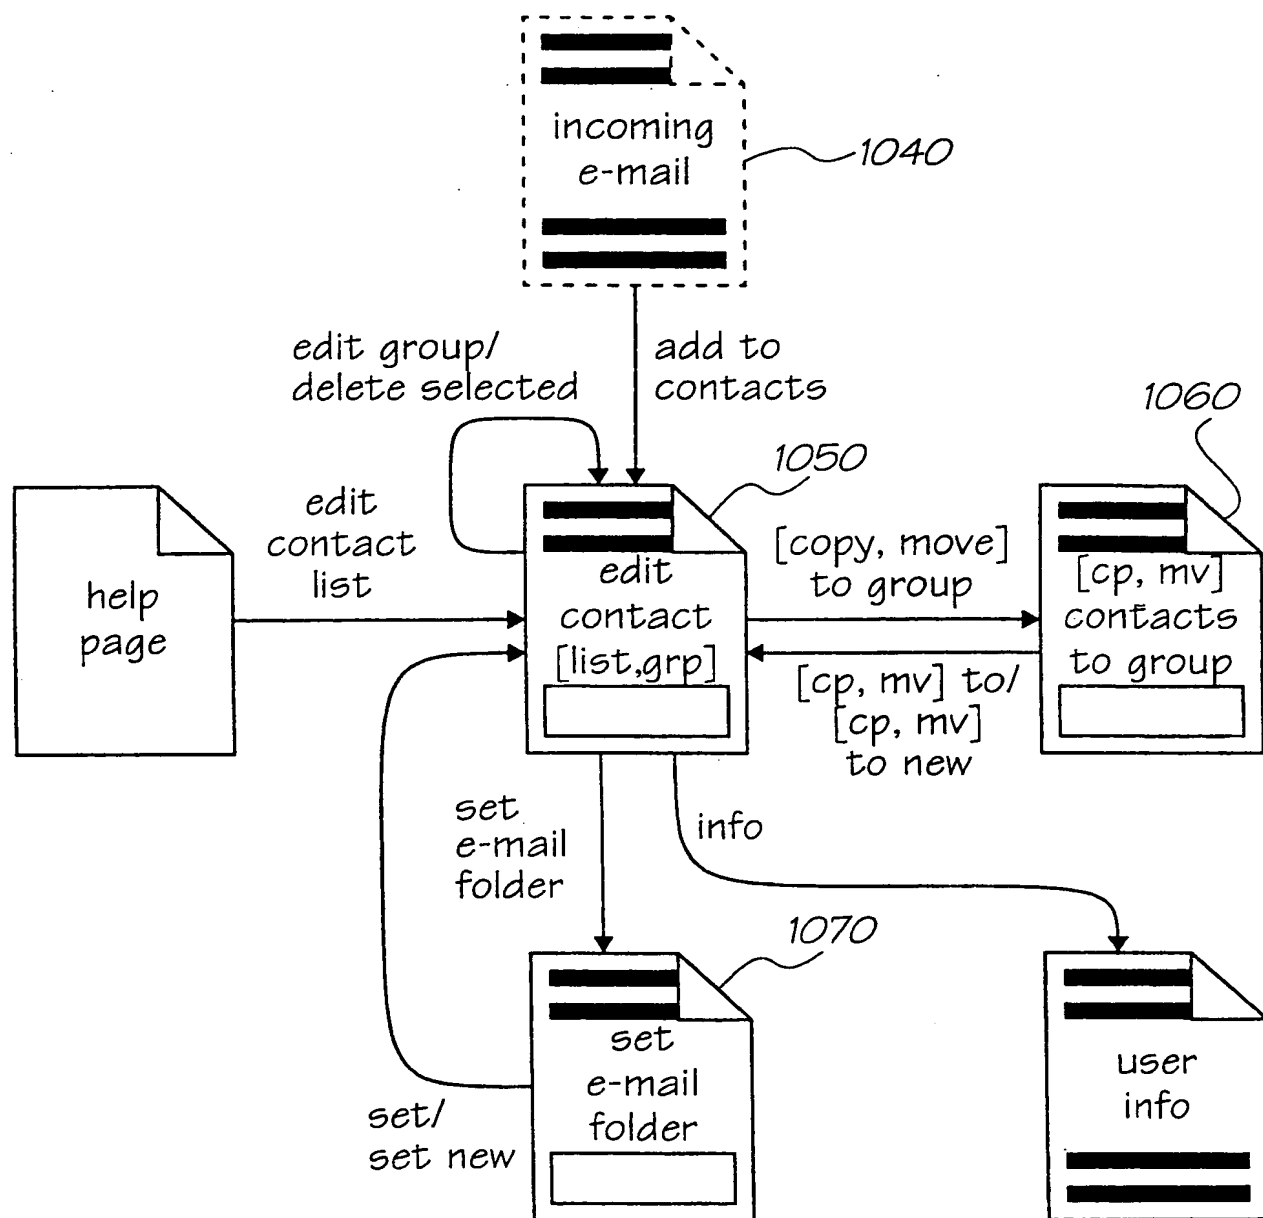 incoming
e-mail
1040
edit group/
delete selected
add to
contacts
1060
1050
edit
contact
list
help
page
edit
contact
[list,grp]
[copy, move]
to group
[cp, mv]
contacts
to group
[cp, mv] to/
[cp, mv]
to new
set
e-mail
folder
info
1070
set
e-mail
folder
set/
set new
user
info